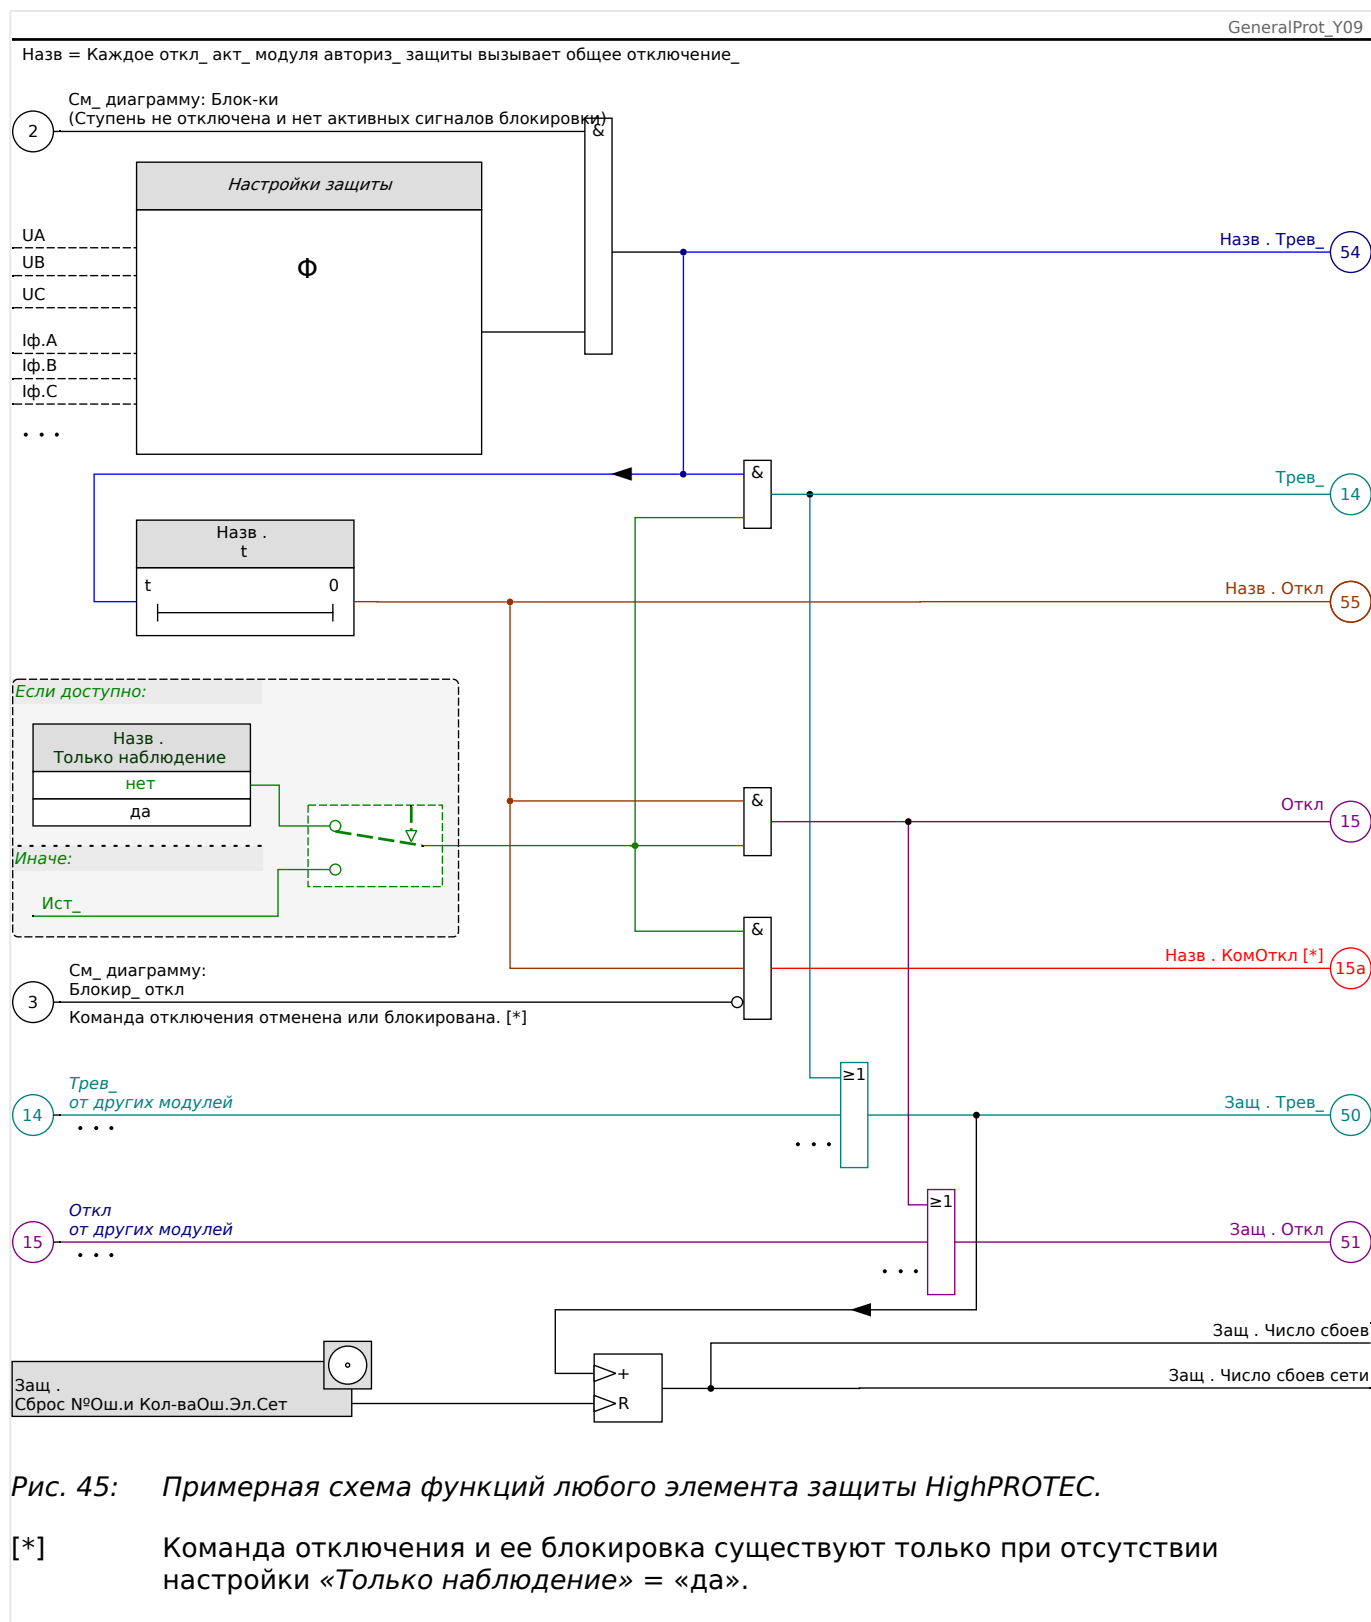 GeneralProt_Y09
Назв = Каждое откл_ акт_ модуля авториз_ защиты вызывает общее отключение_
См_ диаграмму: Блок-ки
(Ступень не отключена и нет активных сигналов блокировки)
2
&
Настройки защиты
UA
UB
UC
Φ
Iф.A
Iф.B
Iф.C
• • •
Назв . Трев_
54
&
Трев_
14
Назв .
t
t
0
Назв . Откл
55
Если доступно:
Назв .
Только наблюдение
нет
да
Иначе:
Ист_
&
Откл
15
&
Назв . КомОткл [*]
15a
См_ диаграмму:
Блокир_ откл
3
Команда отключения отменена или блокирована. [*]
≥1
Трев_
от других модулей
14
• • •
• • •
Защ . Трев_
50
≥1
Откл
от других модулей
15
• • •
• • •
Защ . Откл
51
Защ . Число сбоев
Защ . Число сбоев сети
+
R
Защ .
Сброс №Ош.и Кол-ваОш.Эл.Сет
Рис. 45: Примерная схема функций любого элемента защиты HighPROTEC.
[*] Команда отключения и ее блокировка существуют только при отсутствии
настройки «Только наблюдение» = «да».